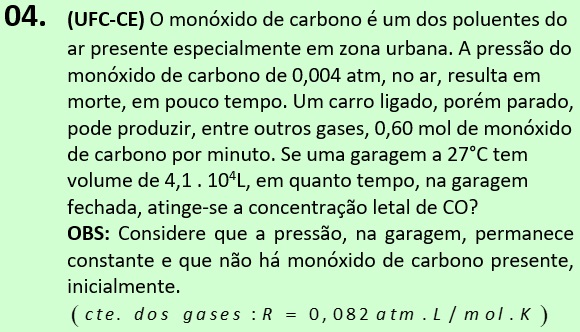 04. (UFC-CE) O monóxido de carbono é um dos poluentes do
ar presente especialmente em zona urbana. A pressão do
monóxido de carbono de 0,004 atm, no ar, resulta em
morte, em pouco tempo. Um carro ligado, porém parado,
pode produzir, entre outros gases, 0,60 mol de monóxido
de carbono por minuto. Se uma garagem a 27°C tem
volume de 4,1 . 10⁴L, em quanto tempo, na garagem
fechada, atinge-se a concentração letal de CO?
OBS: Considere que a pressão, na garagem, permanece
constante e que não há monóxido de carbono presente,
inicialmente.
( cte. dos gases : R = 0,082 atm . L / mol . K )